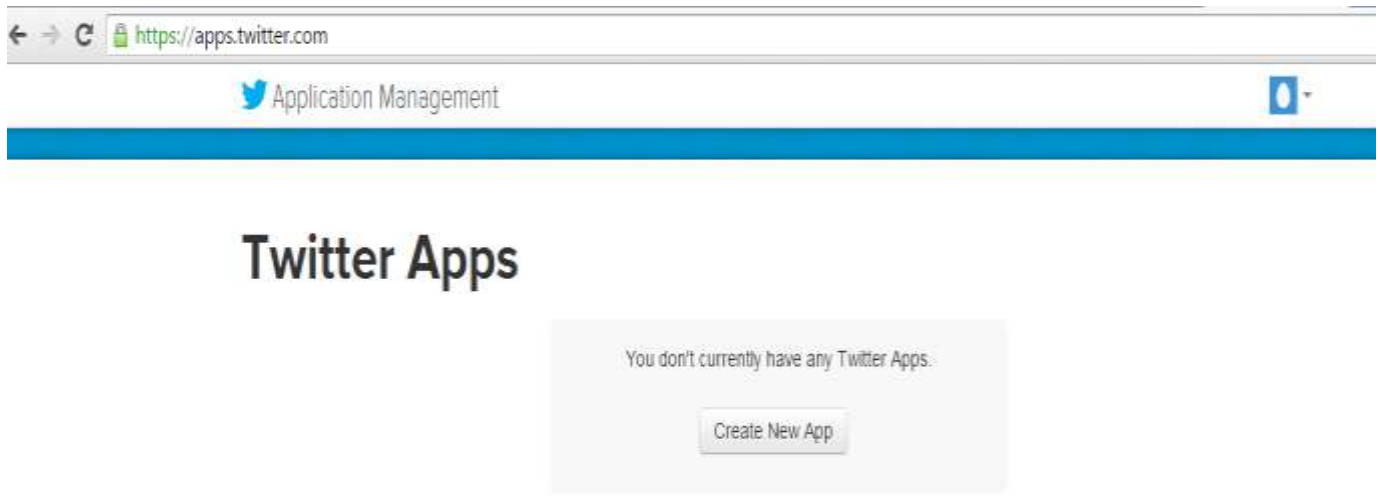 https://apps.twitter.com
Application Management
Twitter Apps
You don't currently have any Twitter Apps.
Create New App